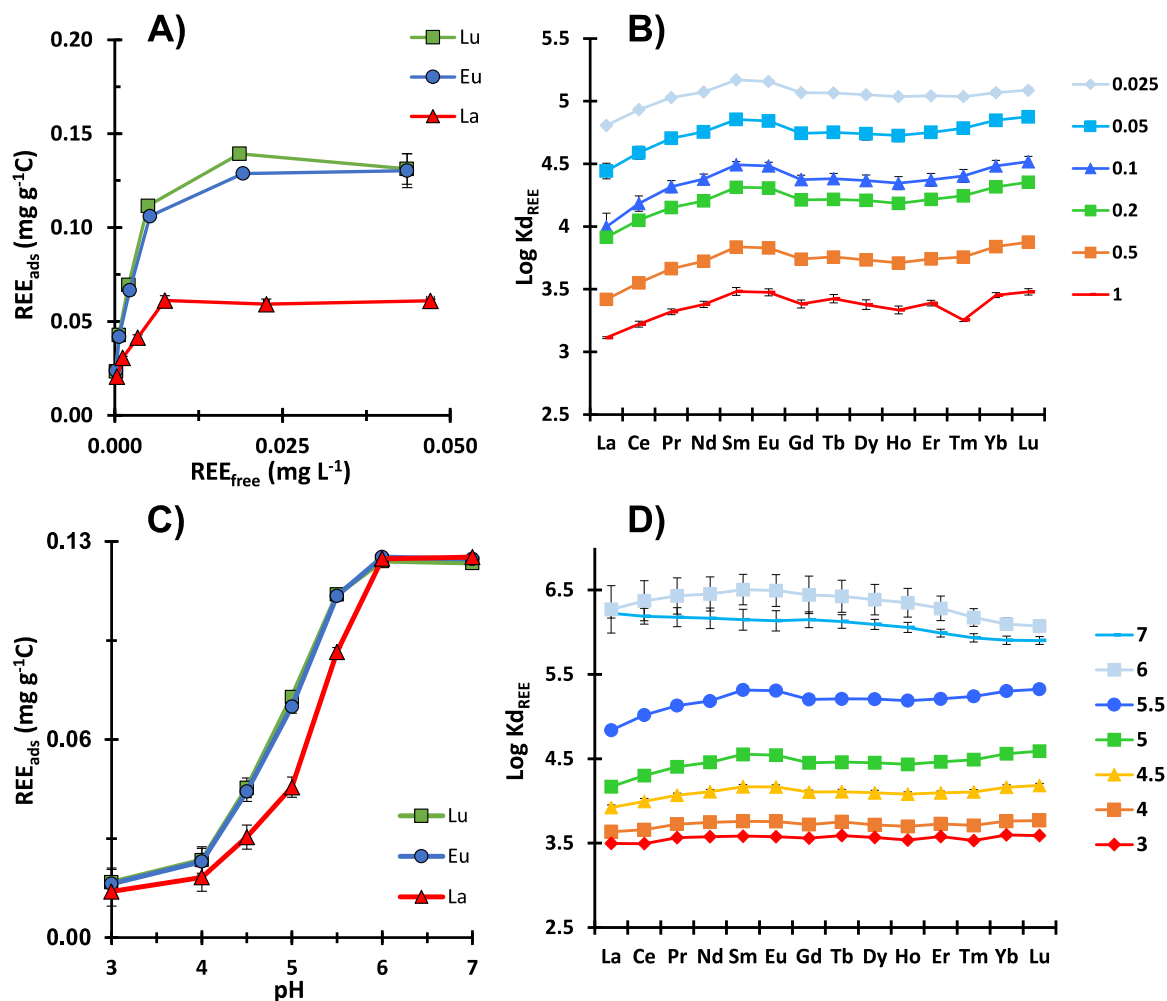 A)
0.20
0.15
0.10
0.05
0.00
REE_ads (mg g⁻¹C)
0.000
0.025
0.050
REE_free (mg L⁻¹)
Lu
Eu
La
B)
5.5
5
4.5
4
3.5
3
2.5
Log Kd_REE
La Ce Pr Nd Sm Eu Gd Tb Dy Ho Er Tm Yb Lu
0.025
0.05
0.1
0.2
0.5
1
C)
0.13
0.06
0.00
REE_ads (mg g⁻¹C)
3
4
5
6
7
pH
Lu
Eu
La
D)
6.5
5.5
4.5
3.5
2.5
Log Kd_REE
La Ce Pr Nd Sm Eu Gd Tb Dy Ho Er Tm Yb Lu
7
6
5.5
5
4.5
4
3